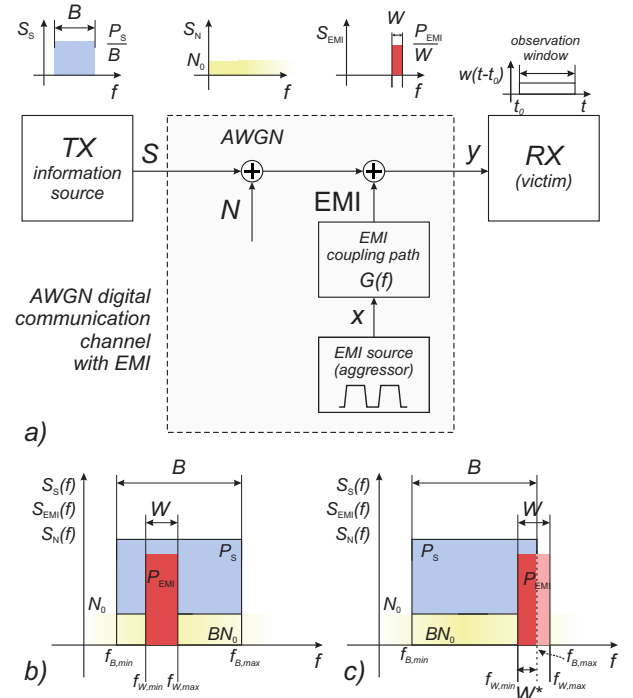 B
S_S
P_S
B
f
S_N
N_0
f
S_EMI
W
P_EMI
W
f
observation
window
w(t-t_0)
t_0
t
TX
information
source
S
AWGN
N
EMI
y
RX
(victim)
EMI
coupling path
G(f)
x
EMI source
(aggressor)
AWGN digital
communication
channel
with EMI
a)
S_S(f)
S_EMI(f)
S_N(f)
B
W
P_S
P_EMI
N_0
BN_0
f_B,min
f_W,min
f_W,max
f_B,max
f
b)
S_S(f)
S_EMI(f)
S_N(f)
B
W
P_S
P_EMI
N_0
BN_0
f_B,min
f_W,min
W*
f_B,max
f_W,max
f
c)